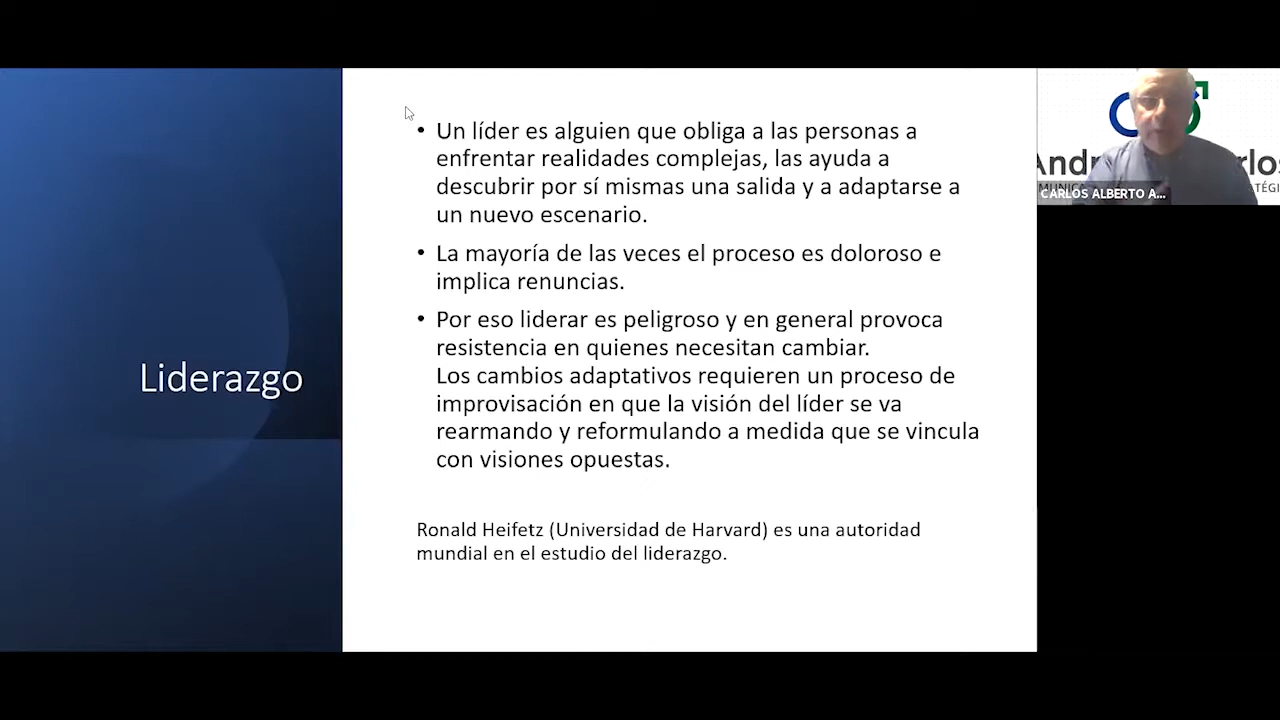 Liderazgo
• Un líder es alguien que obliga a las personas a
enfrentar realidades complejas, las ayuda a
descubrir por sí mismas una salida y a adaptarse a
un nuevo escenario.
• La mayoría de las veces el proceso es doloroso e
implica renuncias.
• Por eso liderar es peligroso y en general provoca
resistencia en quienes necesitan cambiar.
Los cambios adaptativos requieren un proceso de
improvisación en que la visión del líder se va
rearmando y reformulando a medida que se vincula
con visiones opuestas.
Ronald Heifetz (Universidad de Harvard) es una autoridad
mundial en el estudio del liderazgo.
CARLOS ALBERTO A...